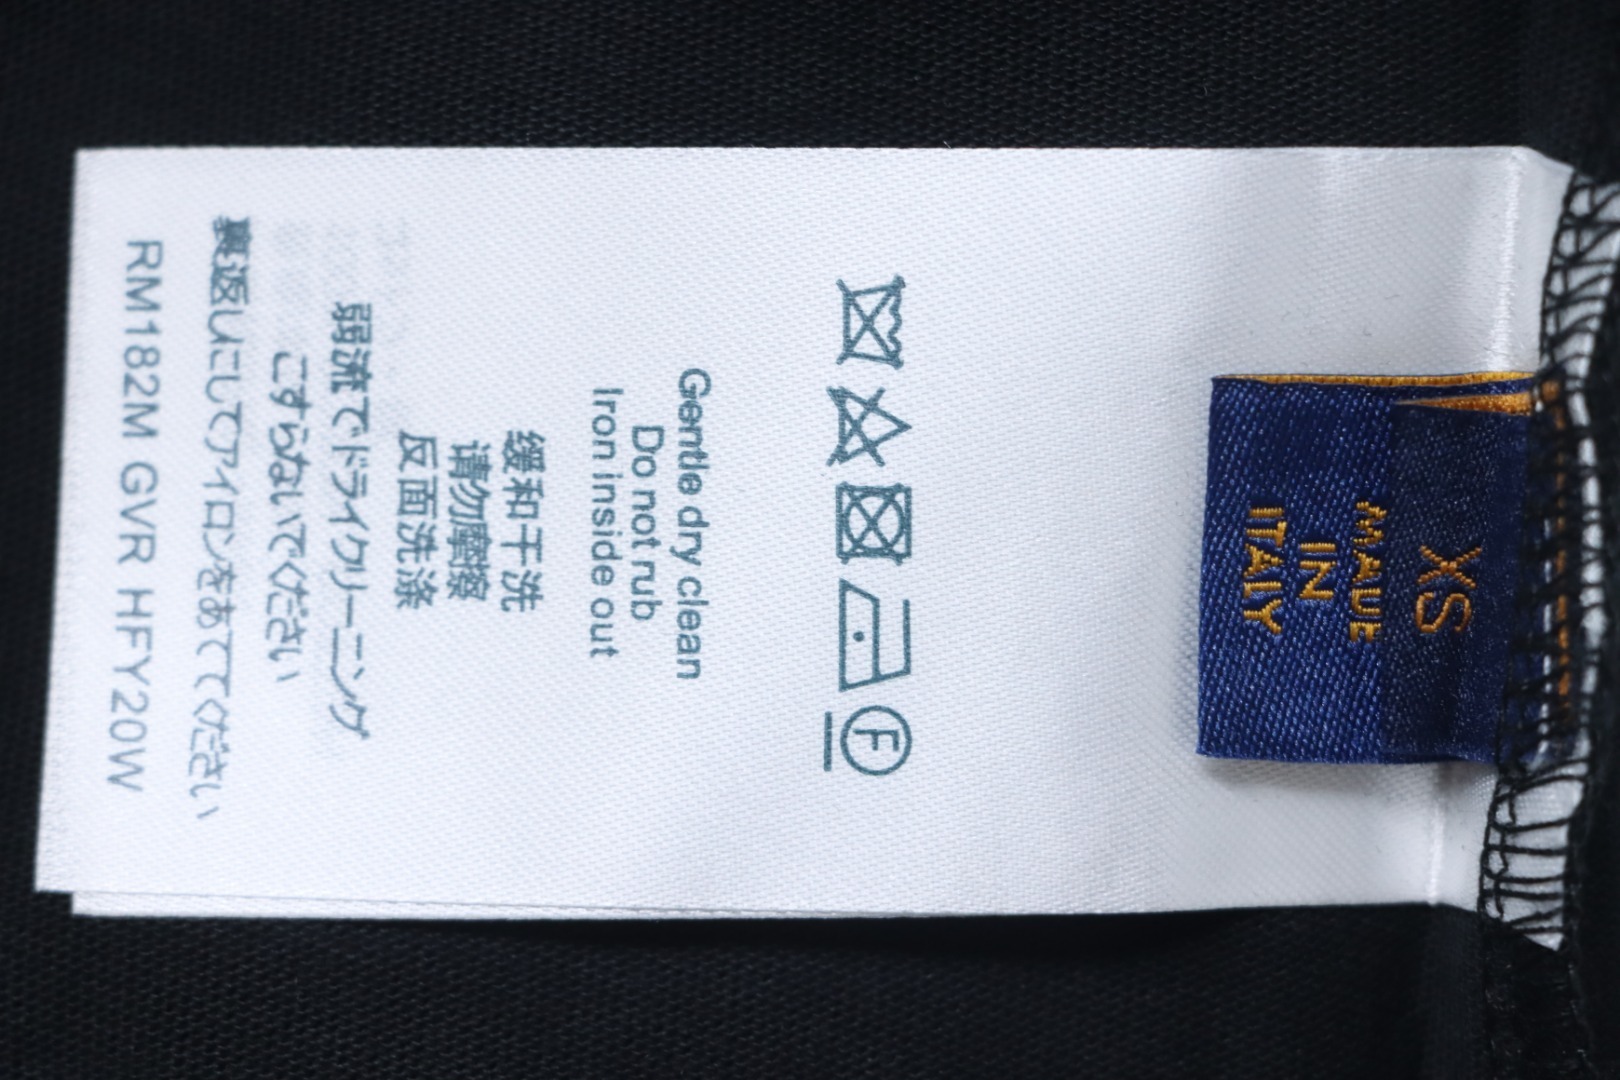 XS
MADE
IN
ITALY
F
Gentle dry clean
Do not rub
Iron inside out
缓和干洗
请勿摩擦
反面洗涤
弱流でドライクリーニング
こすらないでください
裏返しにしてアイロンをあててください
RM182M GVR HFY20W